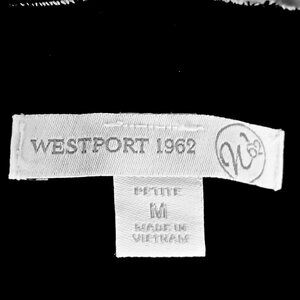 WESTPORT 1962
PETITE
M
MADE IN
VIETNAM